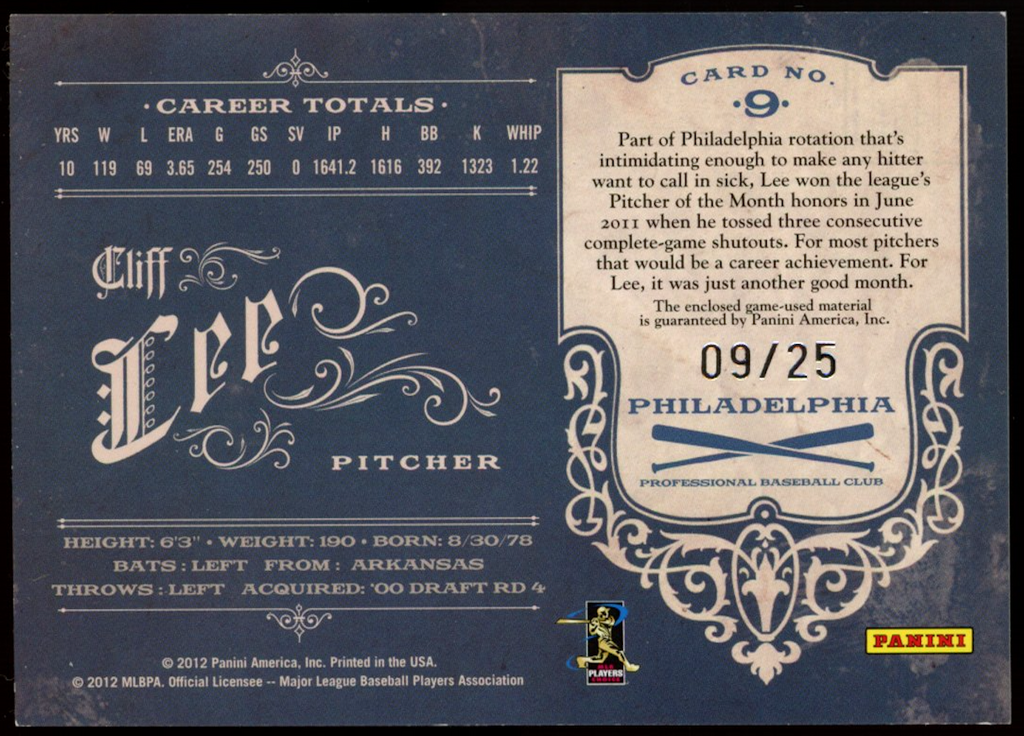 ·CAREER TOTALS·
YRS W L ERA G GS SV IP H BB K WHIP
10 119 69 3.65 254 250 0 1641.2 1616 392 1323 1.22
Cliff
Lee
PITCHER
HEIGHT: 6'3" • WEIGHT: 190 • BORN: 8/30/78
BATS : LEFT FROM : ARKANSAS
THROWS : LEFT ACQUIRED: '00 DRAFT RD 4
© 2012 Panini America, Inc. Printed in the USA.
© 2012 MLBPA. Official Licensee -- Major League Baseball Players Association
CARD NO.
·9·
Part of Philadelphia rotation that's
intimidating enough to make any hitter
want to call in sick, Lee won the league's
Pitcher of the Month honors in June
2011 when he tossed three consecutive
complete-game shutouts. For most pitchers
that would be a career achievement. For
Lee, it was just another good month.
The enclosed game-used material
is guaranteed by Panini America, Inc.
09/25
PHILADELPHIA
PROFESSIONAL BASEBALL CLUB
MLB
PLAYERS
CHOICE
PANINI